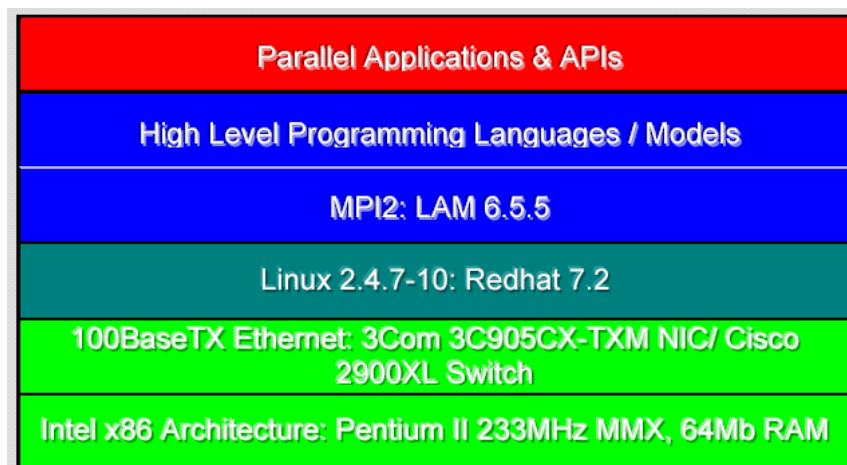 Parallel Applications & APIs
High Level Programming Languages / Models
MPI2: LAM 6.5.5
Linux 2.4.7-10: Redhat 7.2
100BaseTX Ethernet: 3Com 3C905CX-TXM NIC/ Cisco
2900XL Switch
Intel x86 Architecture: Pentium II 233MHz MMX, 64Mb RAM